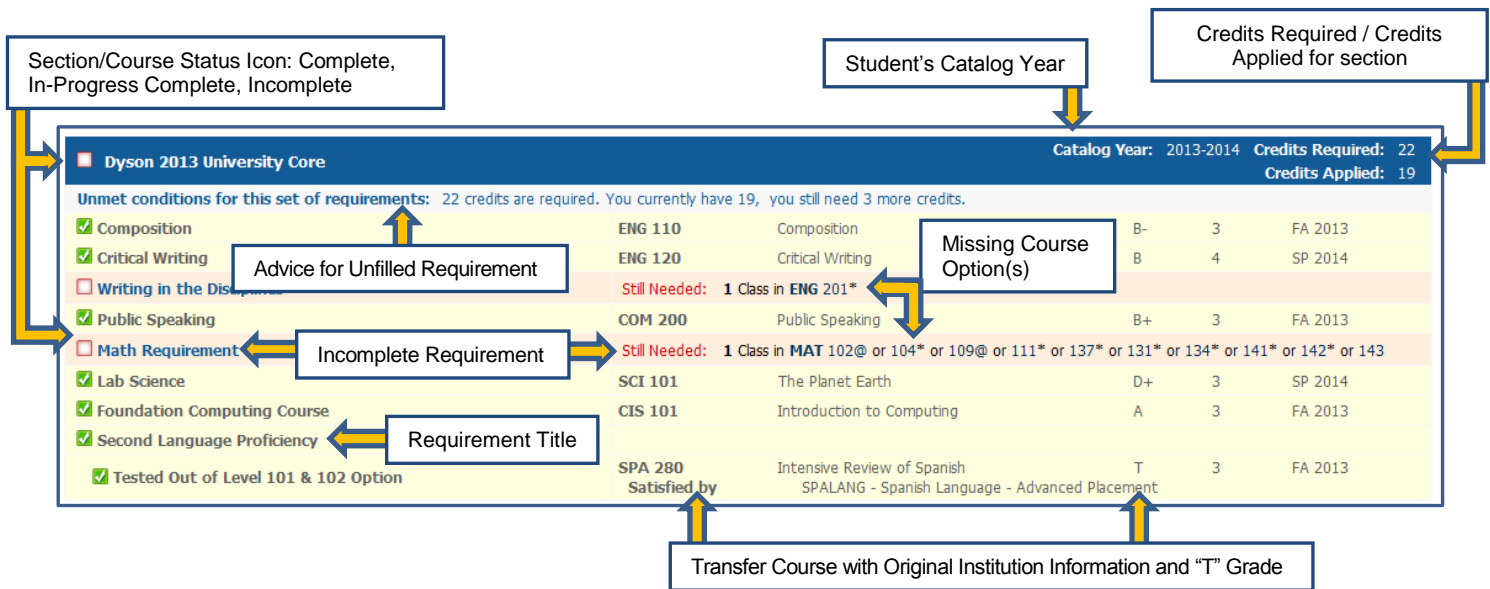 Section/Course Status Icon: Complete,
In-Progress Complete, Incomplete
Student's Catalog Year
Credits Required / Credits
Applied for section
Dyson 2013 University Core
Catalog Year: 2013-2014 Credits Required: 22
Credits Applied: 19
Unmet conditions for this set of requirements: 22 credits are required. You currently have 19, you still need 3 more credits.
Composition ENG 110 Composition B- 3 FA 2013
Critical Writing ENG 120 Critical Writing B 4 SP 2014
Advice for Unfilled Requirement
Missing Course
Option(s)
Writing in the Still Needed: 1 Class in ENG 201*
Public Speaking COM 200 Public Speaking B+ 3 FA 2013
Math Requirement Still Needed: 1 Class in MAT 102@ or 104* or 109@ or 111* or 137* or 131* or 134* or 141* or 142* or 143
Incomplete Requirement
Lab Science SCI 101 The Planet Earth D+ 3 SP 2014
Foundation Computing Course CIS 101 Introduction to Computing A 3 FA 2013
Second Language Proficiency
Requirement Title
Tested Out of Level 101 & 102 Option SPA 280 Intensive Review of Spanish T 3 FA 2013
Satisfied by SPALANG - Spanish Language - Advanced Placement
Transfer Course with Original Institution Information and “T” Grade